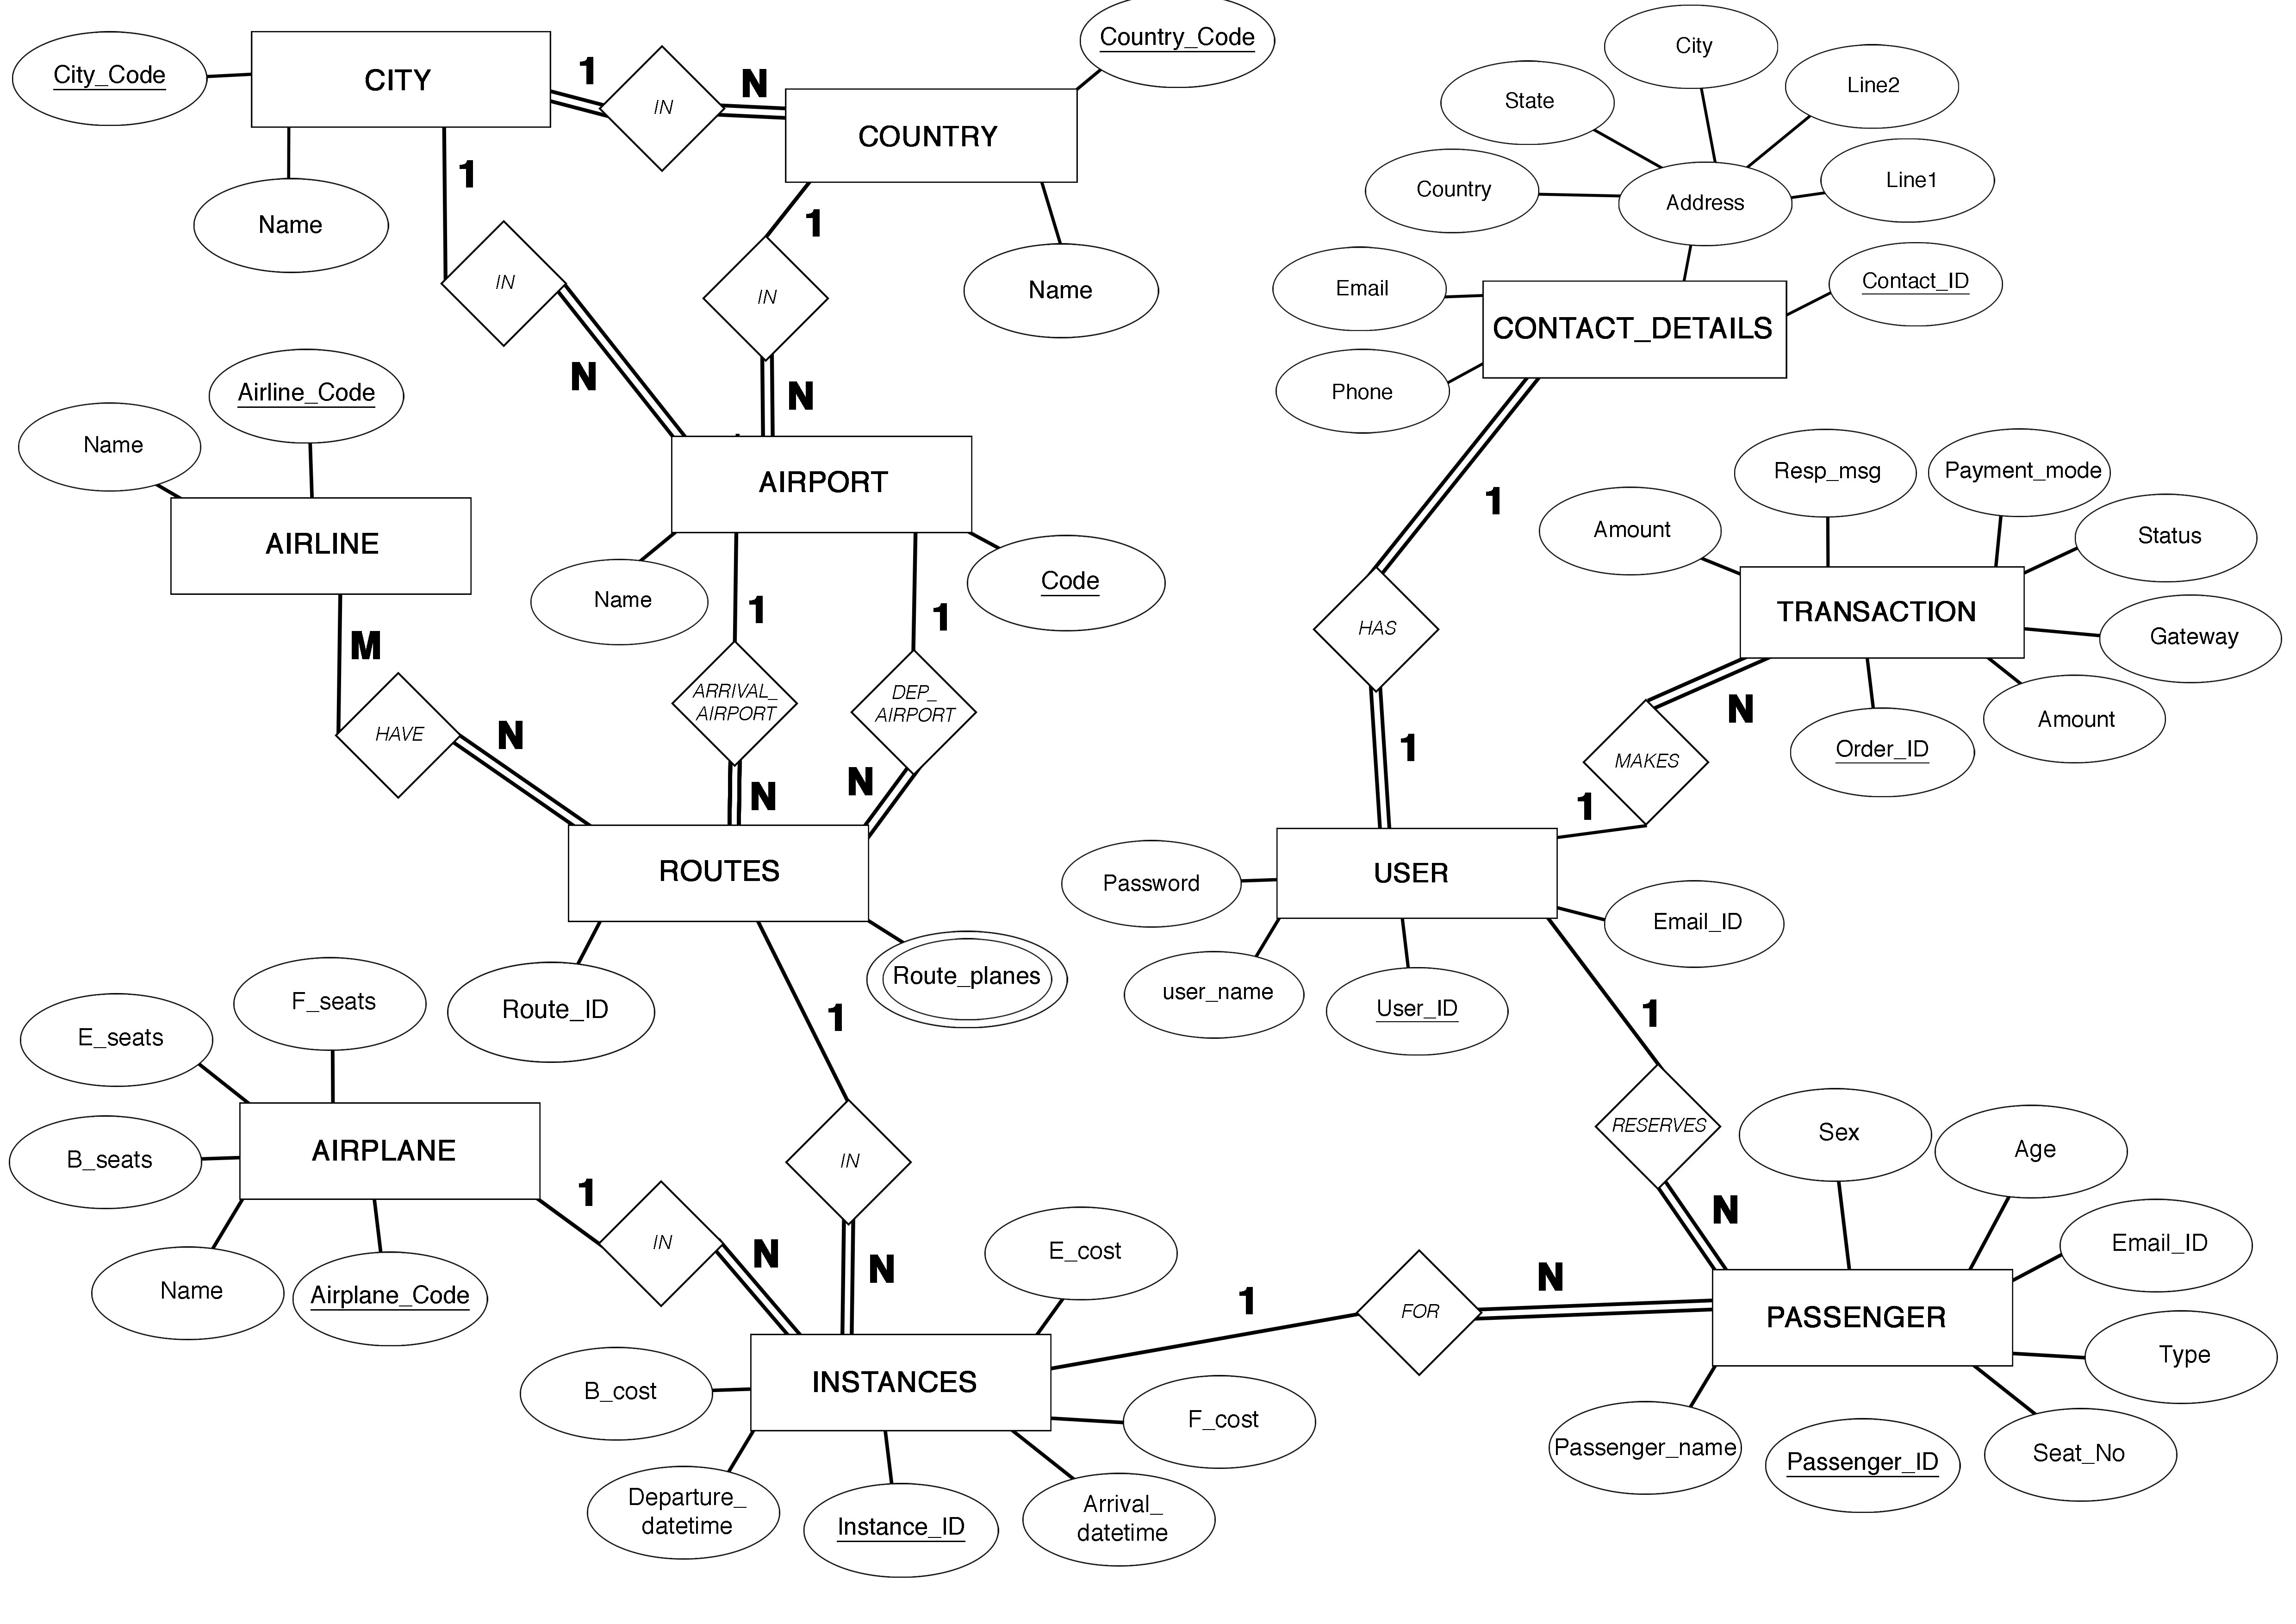 City_Code
CITY
1
IN
N
Country_Code
COUNTRY
Name
1
IN
N
1
IN
N
Name
City
State
Line2
Country
Address
Line1
Email
Contact_ID
CONTACT_DETAILS
Phone
1
HAS
1
Airline_Code
Name
AIRLINE
M
HAVE
N
AIRPORT
Name
Code
1
ARRIVAL_
AIRPORT
N
1
DEP_
AIRPORT
N
Resp_msg
Payment_mode
Amount
Status
TRANSACTION
Gateway
Amount
Order_ID
N
MAKES
1
ROUTES
Route_ID
Route_planes
1
IN
N
USER
Password
user_name
User_ID
Email_ID
1
RESERVES
N
F_seats
E_seats
AIRPLANE
B_seats
Name
Airplane_Code
1
IN
N
E_cost
INSTANCES
B_cost
F_cost
Departure_
datetime
Instance_ID
Arrival_
datetime
1
FOR
N
Sex
Age
Email_ID
PASSENGER
Type
Passenger_name
Passenger_ID
Seat_No